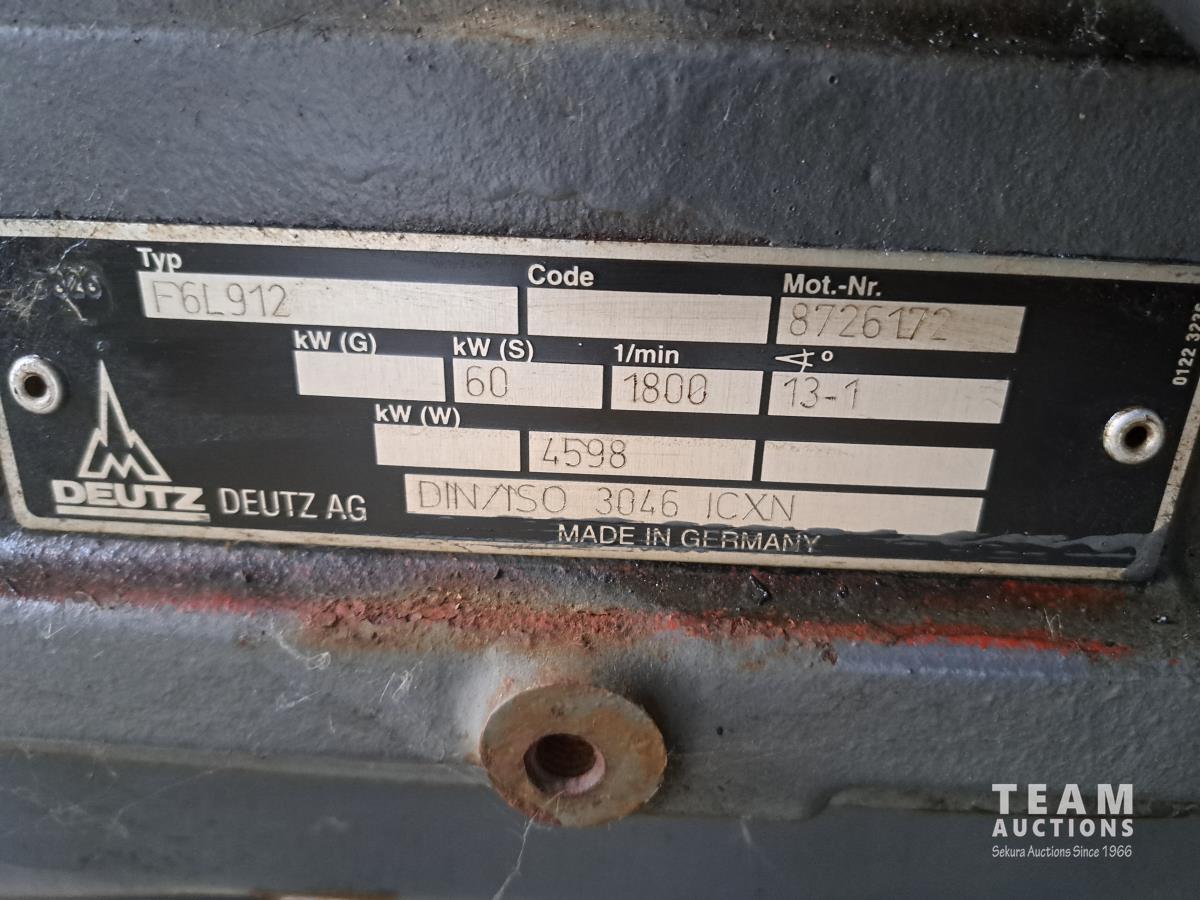 Typ Code Mot.-Nr.
F6L912 8726172
kW (G) kW (S) 1/min ∢°
60 1800 13-1
kW (W)
4598
DEUTZ DEUTZ AG DIN/ISO 3046 ICXN
MADE IN GERMANY
TEAM
AUCTIONS
Sekura Auctions Since 1966